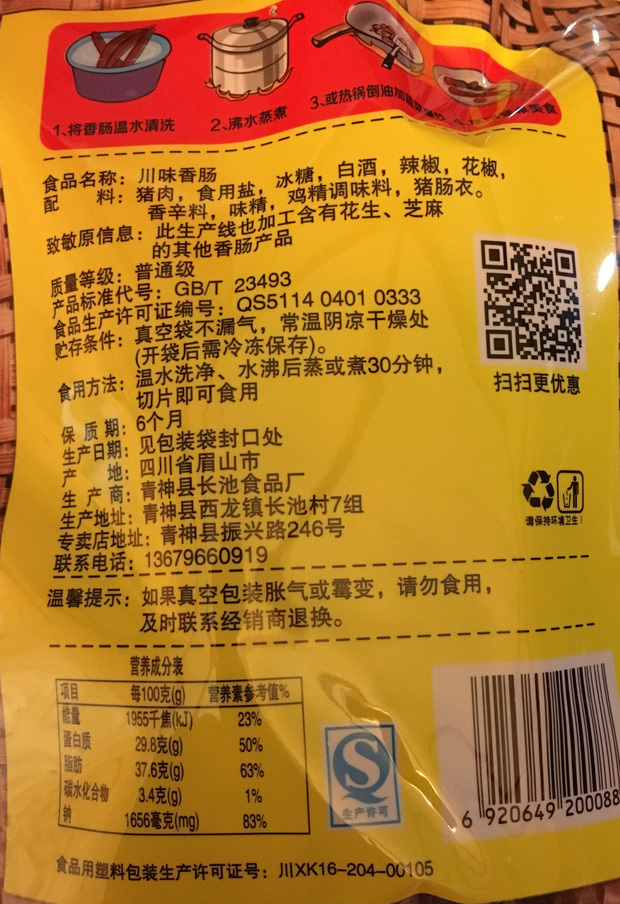 1、将香肠温水清洗
2、沸水蒸煮
3、或热锅倒油加
美食
食品名称：川味香肠
配 料：猪肉，食用盐，冰糖，白酒，辣椒，花椒，
香辛料，味精，鸡精调味料，猪肠衣。
致敏原信息：此生产线也加工含有花生、芝麻
的其他香肠产品
质量等级：普通级
产品标准代号：GB/T 23493
食品生产许可证编号：QS5114 0401 0333
贮存条件：真空袋不漏气，常温阴凉干燥处
(开袋后需冷冻保存)。
食用方法：温水洗净、水沸后蒸或煮30分钟，
切片即可食用
保 质 期：6个月
生产日期：见包装袋封口处
产 地：四川省眉山市
生 产 商：青神县长池食品厂
生产地址：青神县西龙镇长池村7组
专卖店地址：青神县振兴路246号
联系电话：13679660919
扫扫更优惠
请保持环境卫生！
温馨提示：如果真空包装胀气或霉变，请勿食用，
及时联系经销商退换。
营养成分表
项目 每100克(g) 营养素参考值%
能量 1955千焦(kJ) 23%
蛋白质 29.8克(g) 50%
脂肪 37.6克(g) 63%
碳水化合物 3.4克(g) 1%
钠 1656毫克(mg) 83%
生产许可
6 920649 200088
食品用塑料包装生产许可证号：川XK16-204-00105